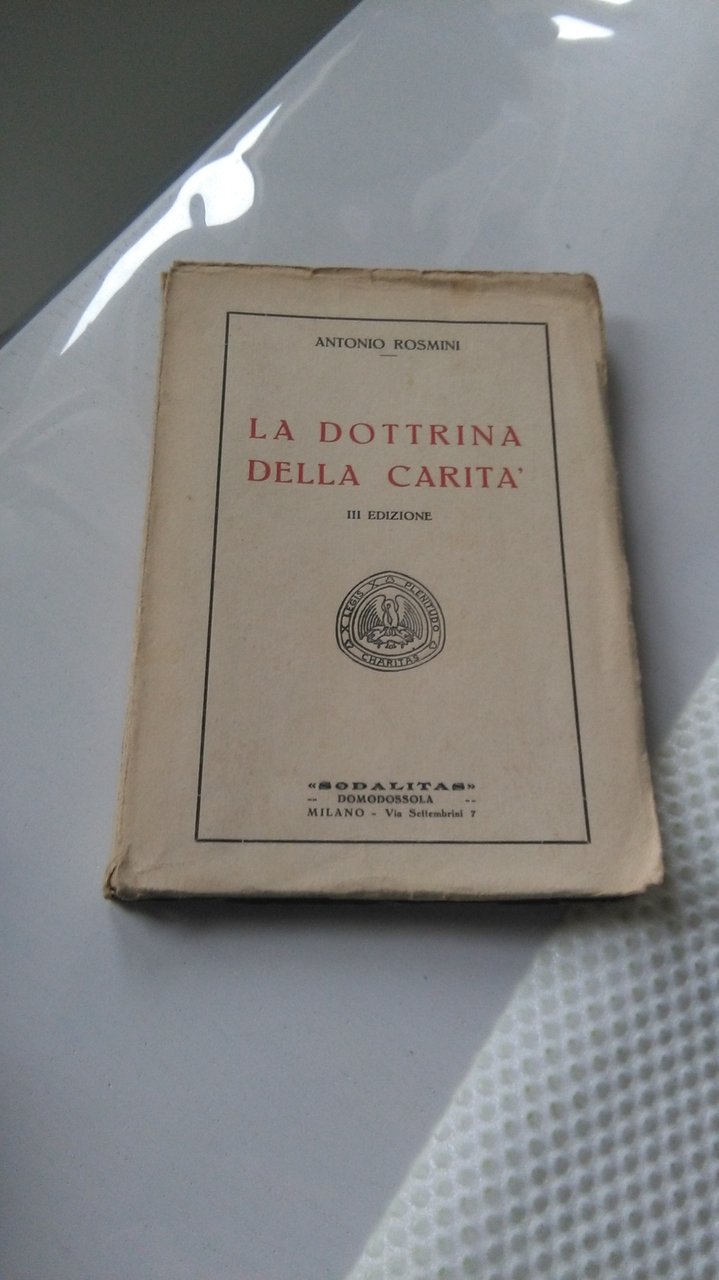 ANTONIO ROSMINI
LA DOTTRINA
DELLA CARITA'
III EDIZIONE
X LEGIS X PLENITUDO
CHARITAS
«SODALITAS»
-- DOMODOSSOLA --
MILANO - Via Settembrini 7